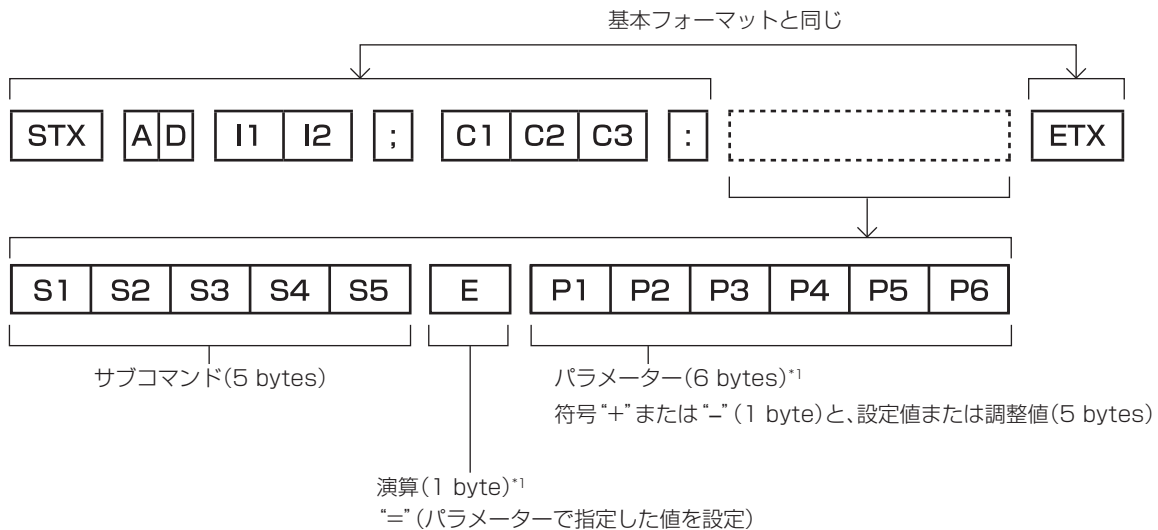 基本フォーマットと同じ
STX AD I1 I2 ; C1 C2 C3 : ETX
S1 S2 S3 S4 S5 E P1 P2 P3 P4 P5 P6
サブコマンド(5 bytes)
パラメーター(6 bytes)*1
符号“+”または“−”(1 byte)と、設定値または調整値(5 bytes)
演算(1 byte)*1
“=”(パラメーターで指定した値を設定)